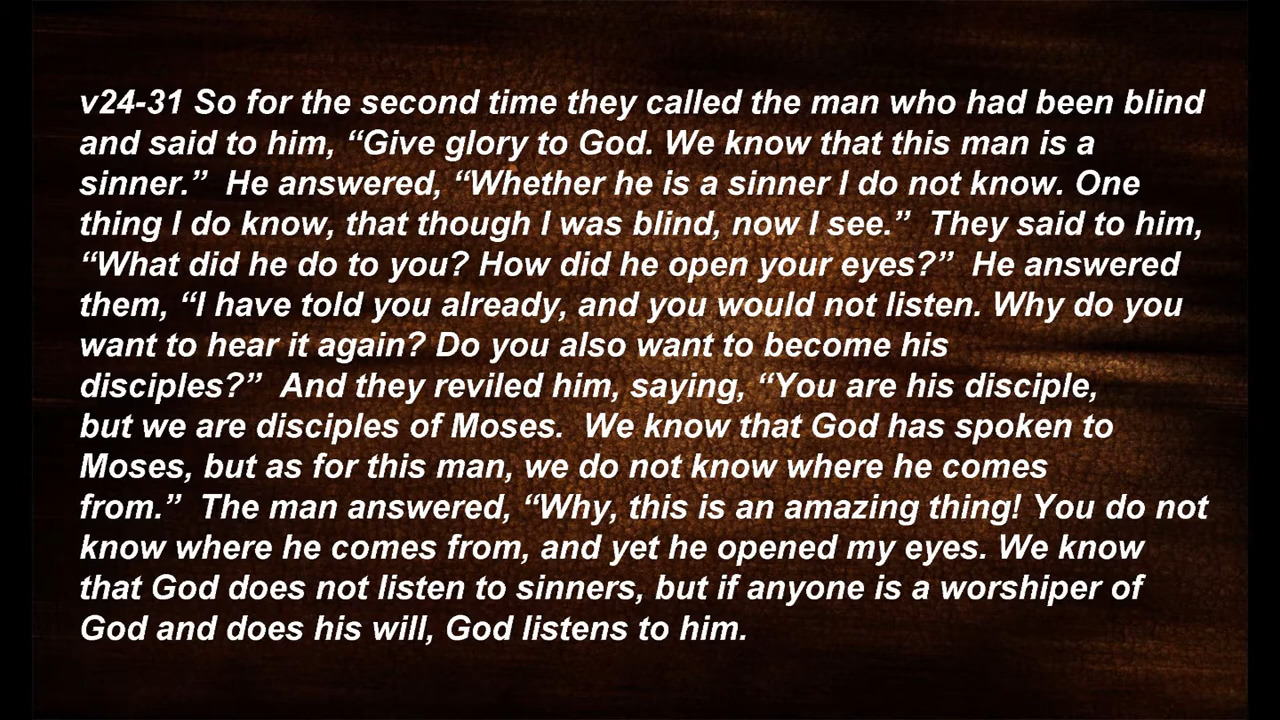 v24-31 So for the second time they called the man who had been blind
and said to him, “Give glory to God. We know that this man is a
sinner.”  He answered, “Whether he is a sinner I do not know. One
thing I do know, that though I was blind, now I see.”  They said to him,
“What did he do to you? How did he open your eyes?”  He answered
them, “I have told you already, and you would not listen. Why do you
want to hear it again? Do you also want to become his
disciples?”  And they reviled him, saying, “You are his disciple,
but we are disciples of Moses.  We know that God has spoken to
Moses, but as for this man, we do not know where he comes
from.”  The man answered, “Why, this is an amazing thing! You do not
know where he comes from, and yet he opened my eyes. We know
that God does not listen to sinners, but if anyone is a worshiper of
God and does his will, God listens to him.